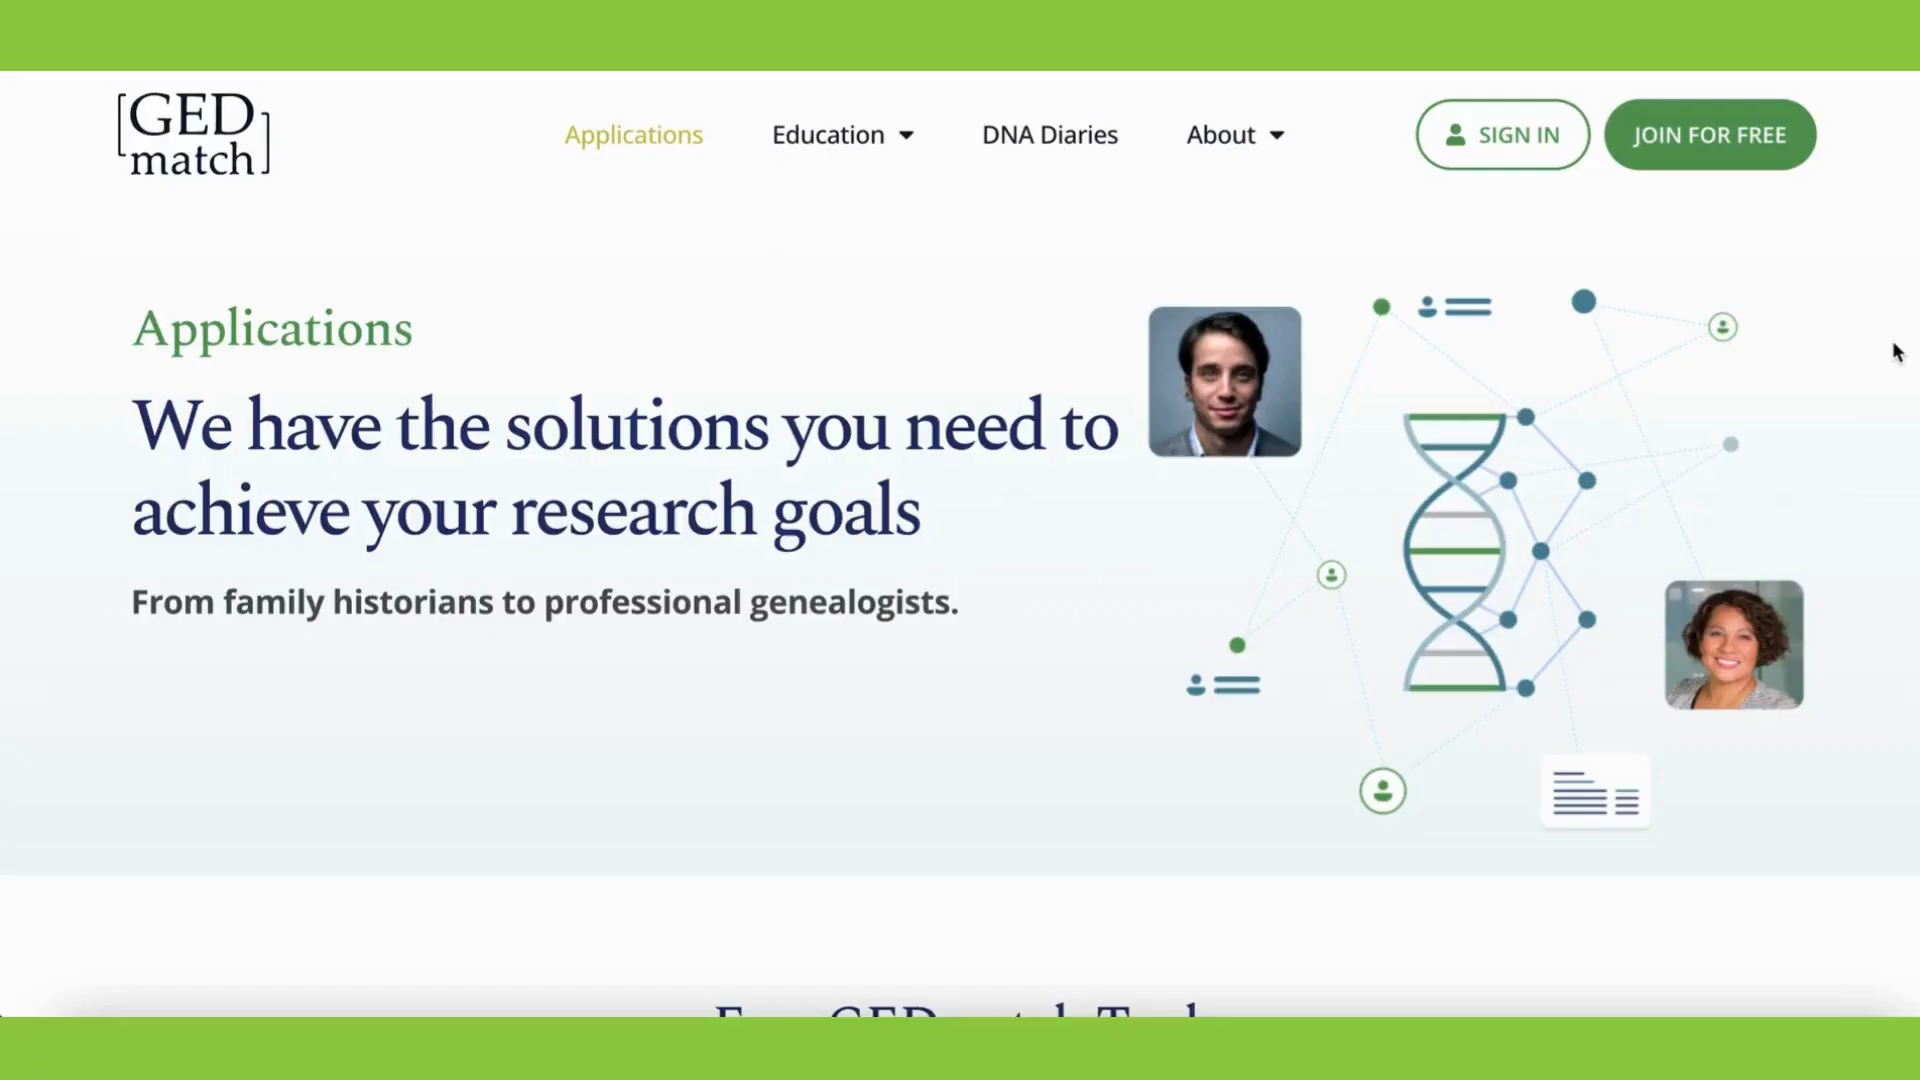 GED
match
Applications
Education
DNA Diaries
About
SIGN IN
JOIN FOR FREE
Applications
We have the solutions you need to
achieve your research goals
From family historians to professional genealogists.